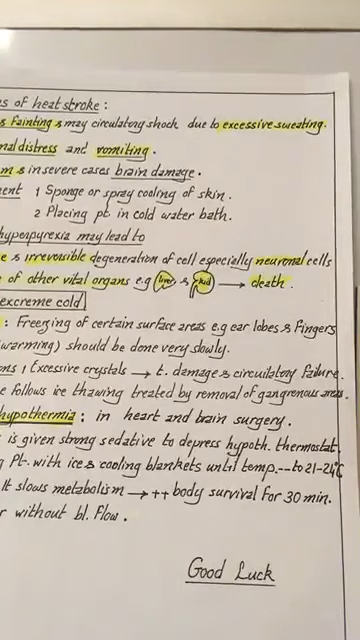 es of heatstroke:
s fainting & may circulatory shock due to excessive sweating.
nal distress and vomiting.
m & in severe cases brain damage.
ent 1 Sponge or spray cooling of skin.
2 Placing pt. in cold water bath.
hyperpyrexia may lead to
e & irreversible degeneration of cell especially neuronal cells
e of other vital organs e.g liver & kid → death.
excreme cold
: Freezing of certain surface areas e.g ear lobes & Fingers
warming) should be done very slowly.
ons 1 Excessive crystals → t. damage & circulatory failure.
e follows ice thawing treated by removal of gangrenous areas.
hypothermia: in heart and brain surgery.
is given strong sedative to depress hypoth. thermostat.
g Pt. with ice & cooling blankets until temp.--to 21-24°C
It slows metabolism → ++ body survival for 30 min.
r without bl. flow.
Good Luck